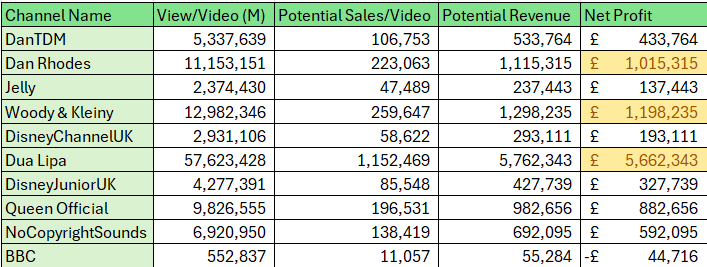 Channel Name View/Video (M) Potential Sales/Video Potential Revenue Net Profit
DanTDM 5,337,639 106,753 533,764 £ 433,764
Dan Rhodes 11,153,151 223,063 1,115,315 £ 1,015,315
Jelly 2,374,430 47,489 237,443 £ 137,443
Woody & Kleiny 12,982,346 259,647 1,298,235 £ 1,198,235
DisneyChannelUK 2,931,106 58,622 293,111 £ 193,111
Dua Lipa 57,623,428 1,152,469 5,762,343 £ 5,662,343
DisneyJuniorUK 4,277,391 85,548 427,739 £ 327,739
Queen Official 9,826,555 196,531 982,656 £ 882,656
NoCopyrightSounds 6,920,950 138,419 692,095 £ 592,095
BBC 552,837 11,057 55,284 -£ 44,716